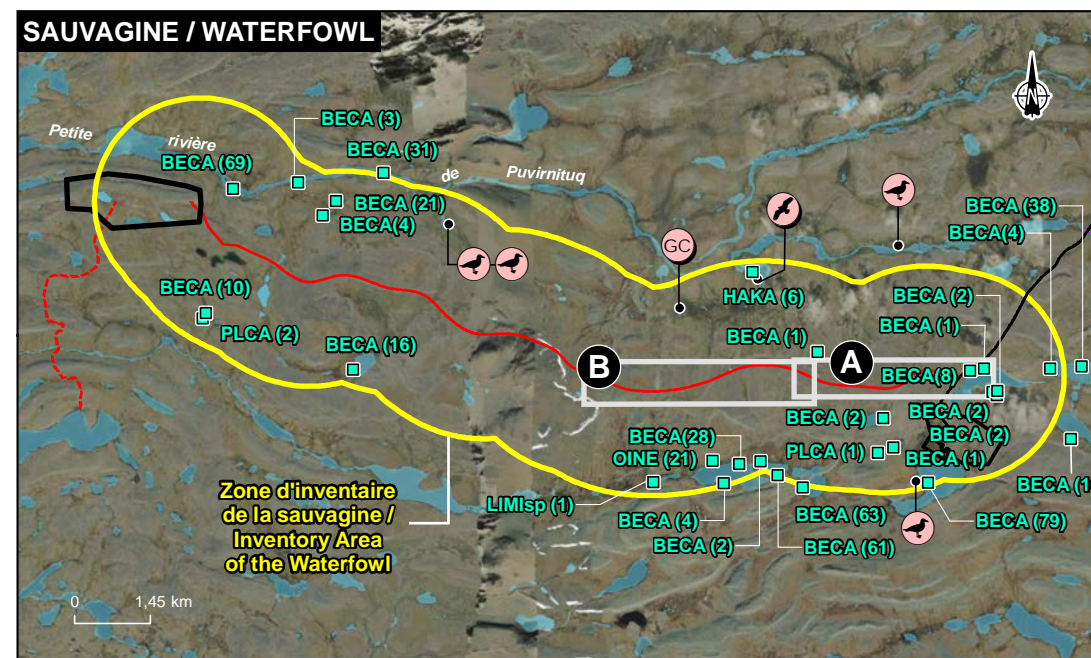 SAUVAGINE / WATERFOWL
N
BECA (3)
Petite
rivière
BECA (31)
de
Puvirnituq
BECA (69)
BECA (21)
BECA(4)
BECA (38)
BECA(4)
GC
BECA (10)
HAKA (6)
BECA (2)
PLCA (2)
BECA (1)
BECA (1)
BECA (16)
B
A
BECA(8)
BECA (2)
BECA (2)
BECA (2)
BECA(28)
PLCA (1)
BECA (1)
OINE (21)
LIMIsp (1)
BECA (4)
BECA (63)
BECA (79)
BECA (1
BECA (2)
BECA (61)
Zone d'inventaire
de la sauvagine /
Inventory Area
of the Waterfowl
0 1,45 km